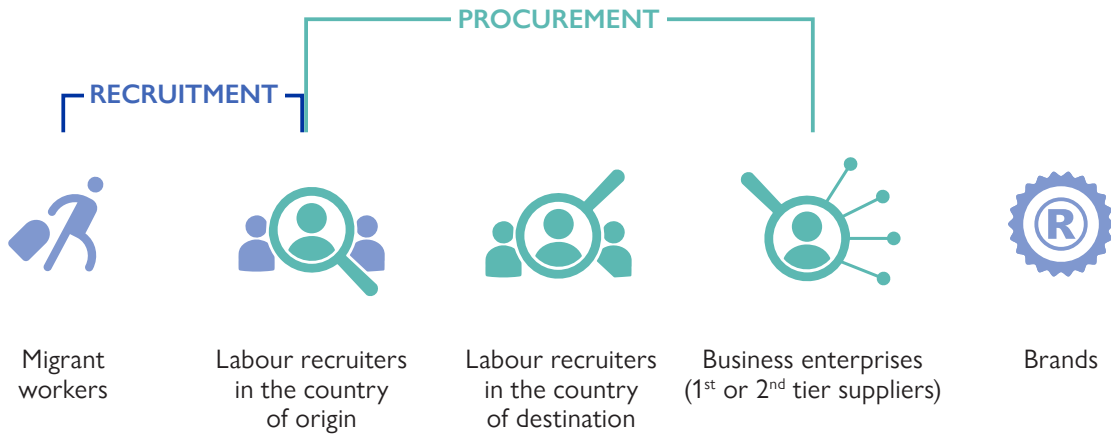 PROCUREMENT
RECRUITMENT
R
Migrant
workers
Labour recruiters
in the country
of origin
Labour recruiters
in the country
of destination
Business enterprises
(1st or 2nd tier suppliers)
Brands